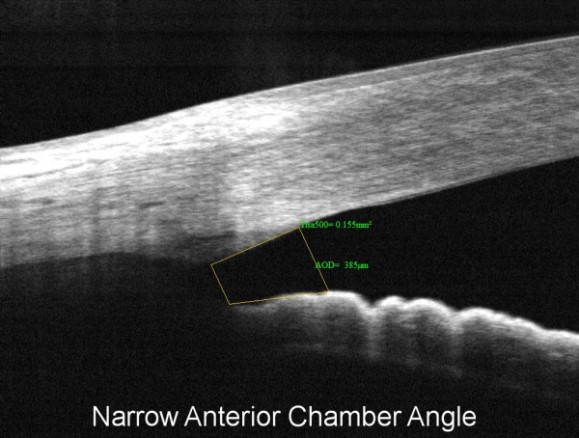 Tisa500= 0.155mm²
AOD= 385µm
Narrow Anterior Chamber Angle